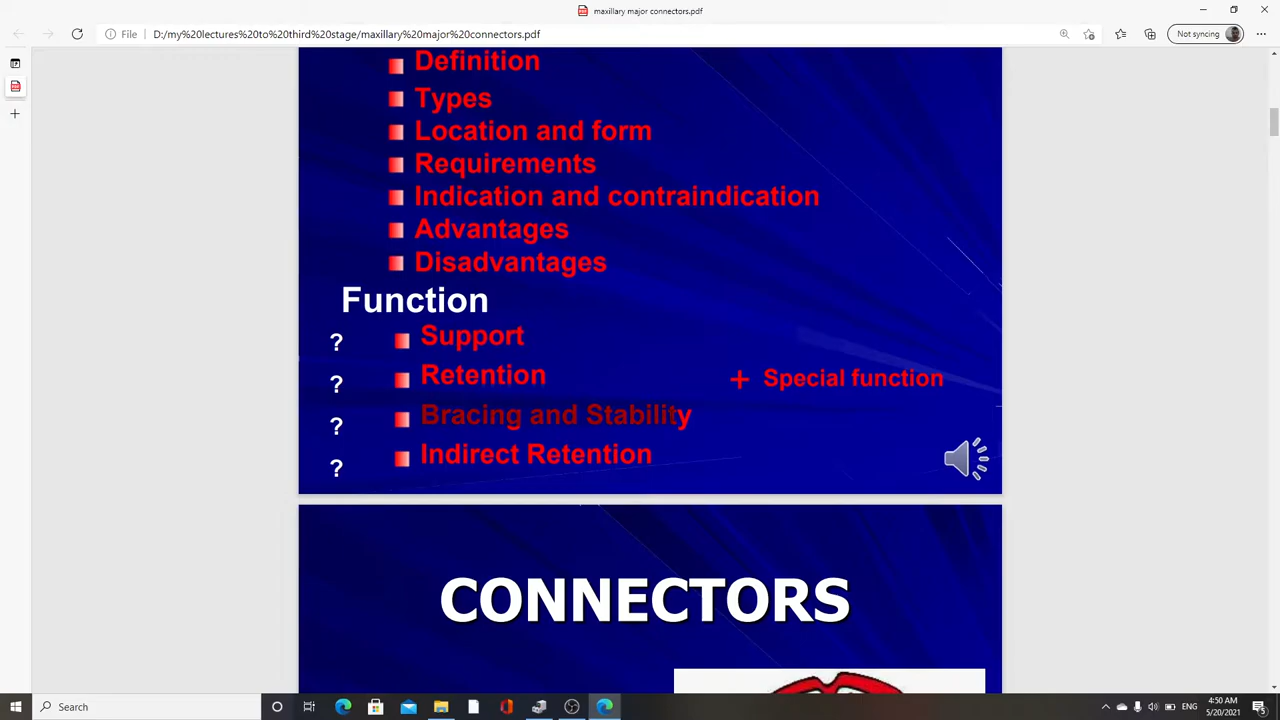 maxillary major connectors.pdf
File
D:/my%20lectures%20to%20third%20stage/maxillary%20major%20connectors.pdf
Not syncing
Definition
Types
Location and form
Requirements
Indication and contraindication
Advantages
Disadvantages
Function
? Support
? Retention
+ Special function
? Bracing and Stability
? Indirect Retention
CONNECTORS
Search
ENG
4:50 AM
5/20/2021